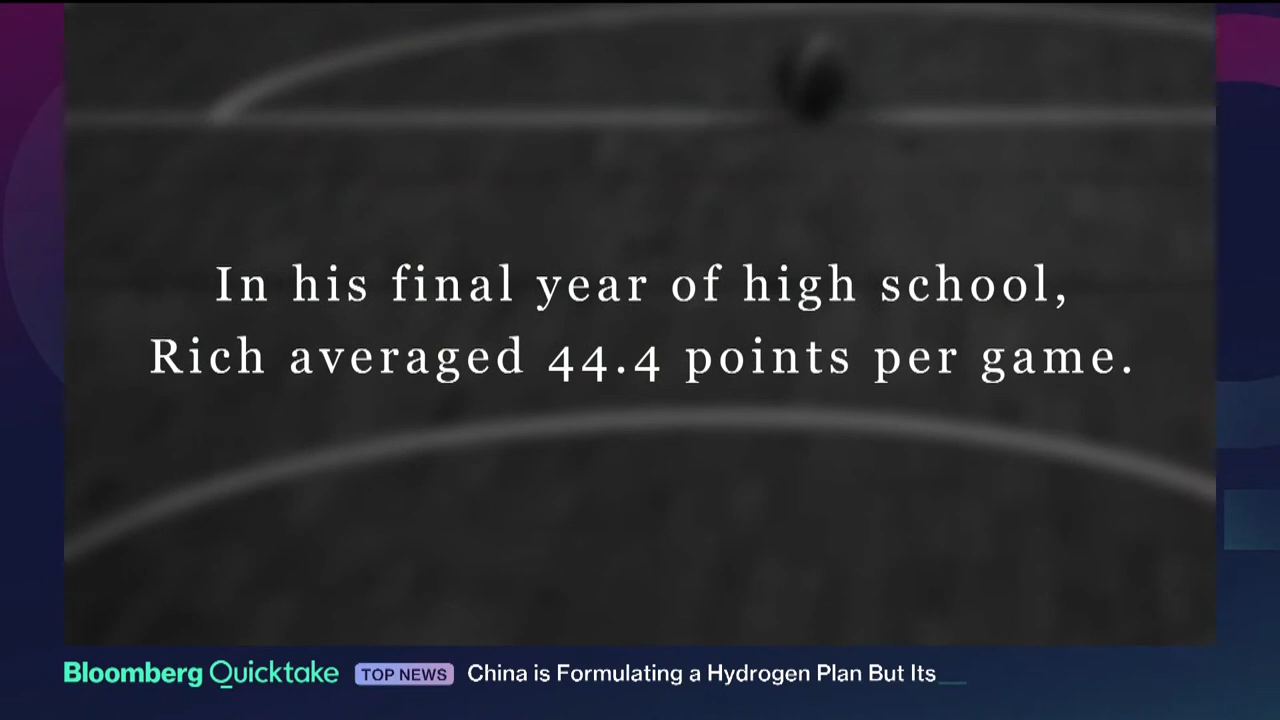 In his final year of high school,
Rich averaged 44.4 points per game.
Bloomberg Quicktake TOP NEWS China is Formulating a Hydrogen Plan But Its